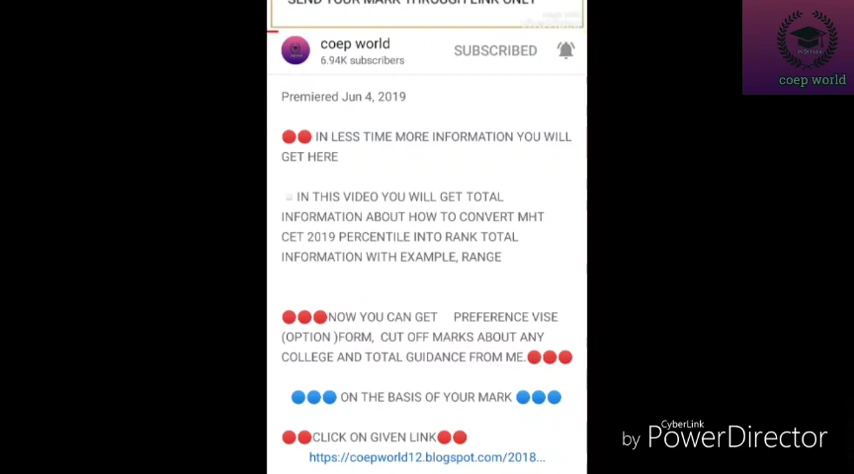 SEND YOUR MARK THROUGH LINK ONLY
coep world
6.94K subscribers
SUBSCRIBED
coep world
Premiered Jun 4, 2019
IN LESS TIME MORE INFORMATION YOU WILL
GET HERE
IN THIS VIDEO YOU WILL GET TOTAL
INFORMATION ABOUT HOW TO CONVERT MHT
CET 2019 PERCENTILE INTO RANK TOTAL
INFORMATION WITH EXAMPLE, RANGE
NOW YOU CAN GET PREFERENCE VISE
(OPTION )FORM, CUT OFF MARKS ABOUT ANY
COLLEGE AND TOTAL GUIDANCE FROM ME.
ON THE BASIS OF YOUR MARK
CLICK ON GIVEN LINK
https://coepworld12.blogspot.com/2018...
by CyberLink
PowerDirector